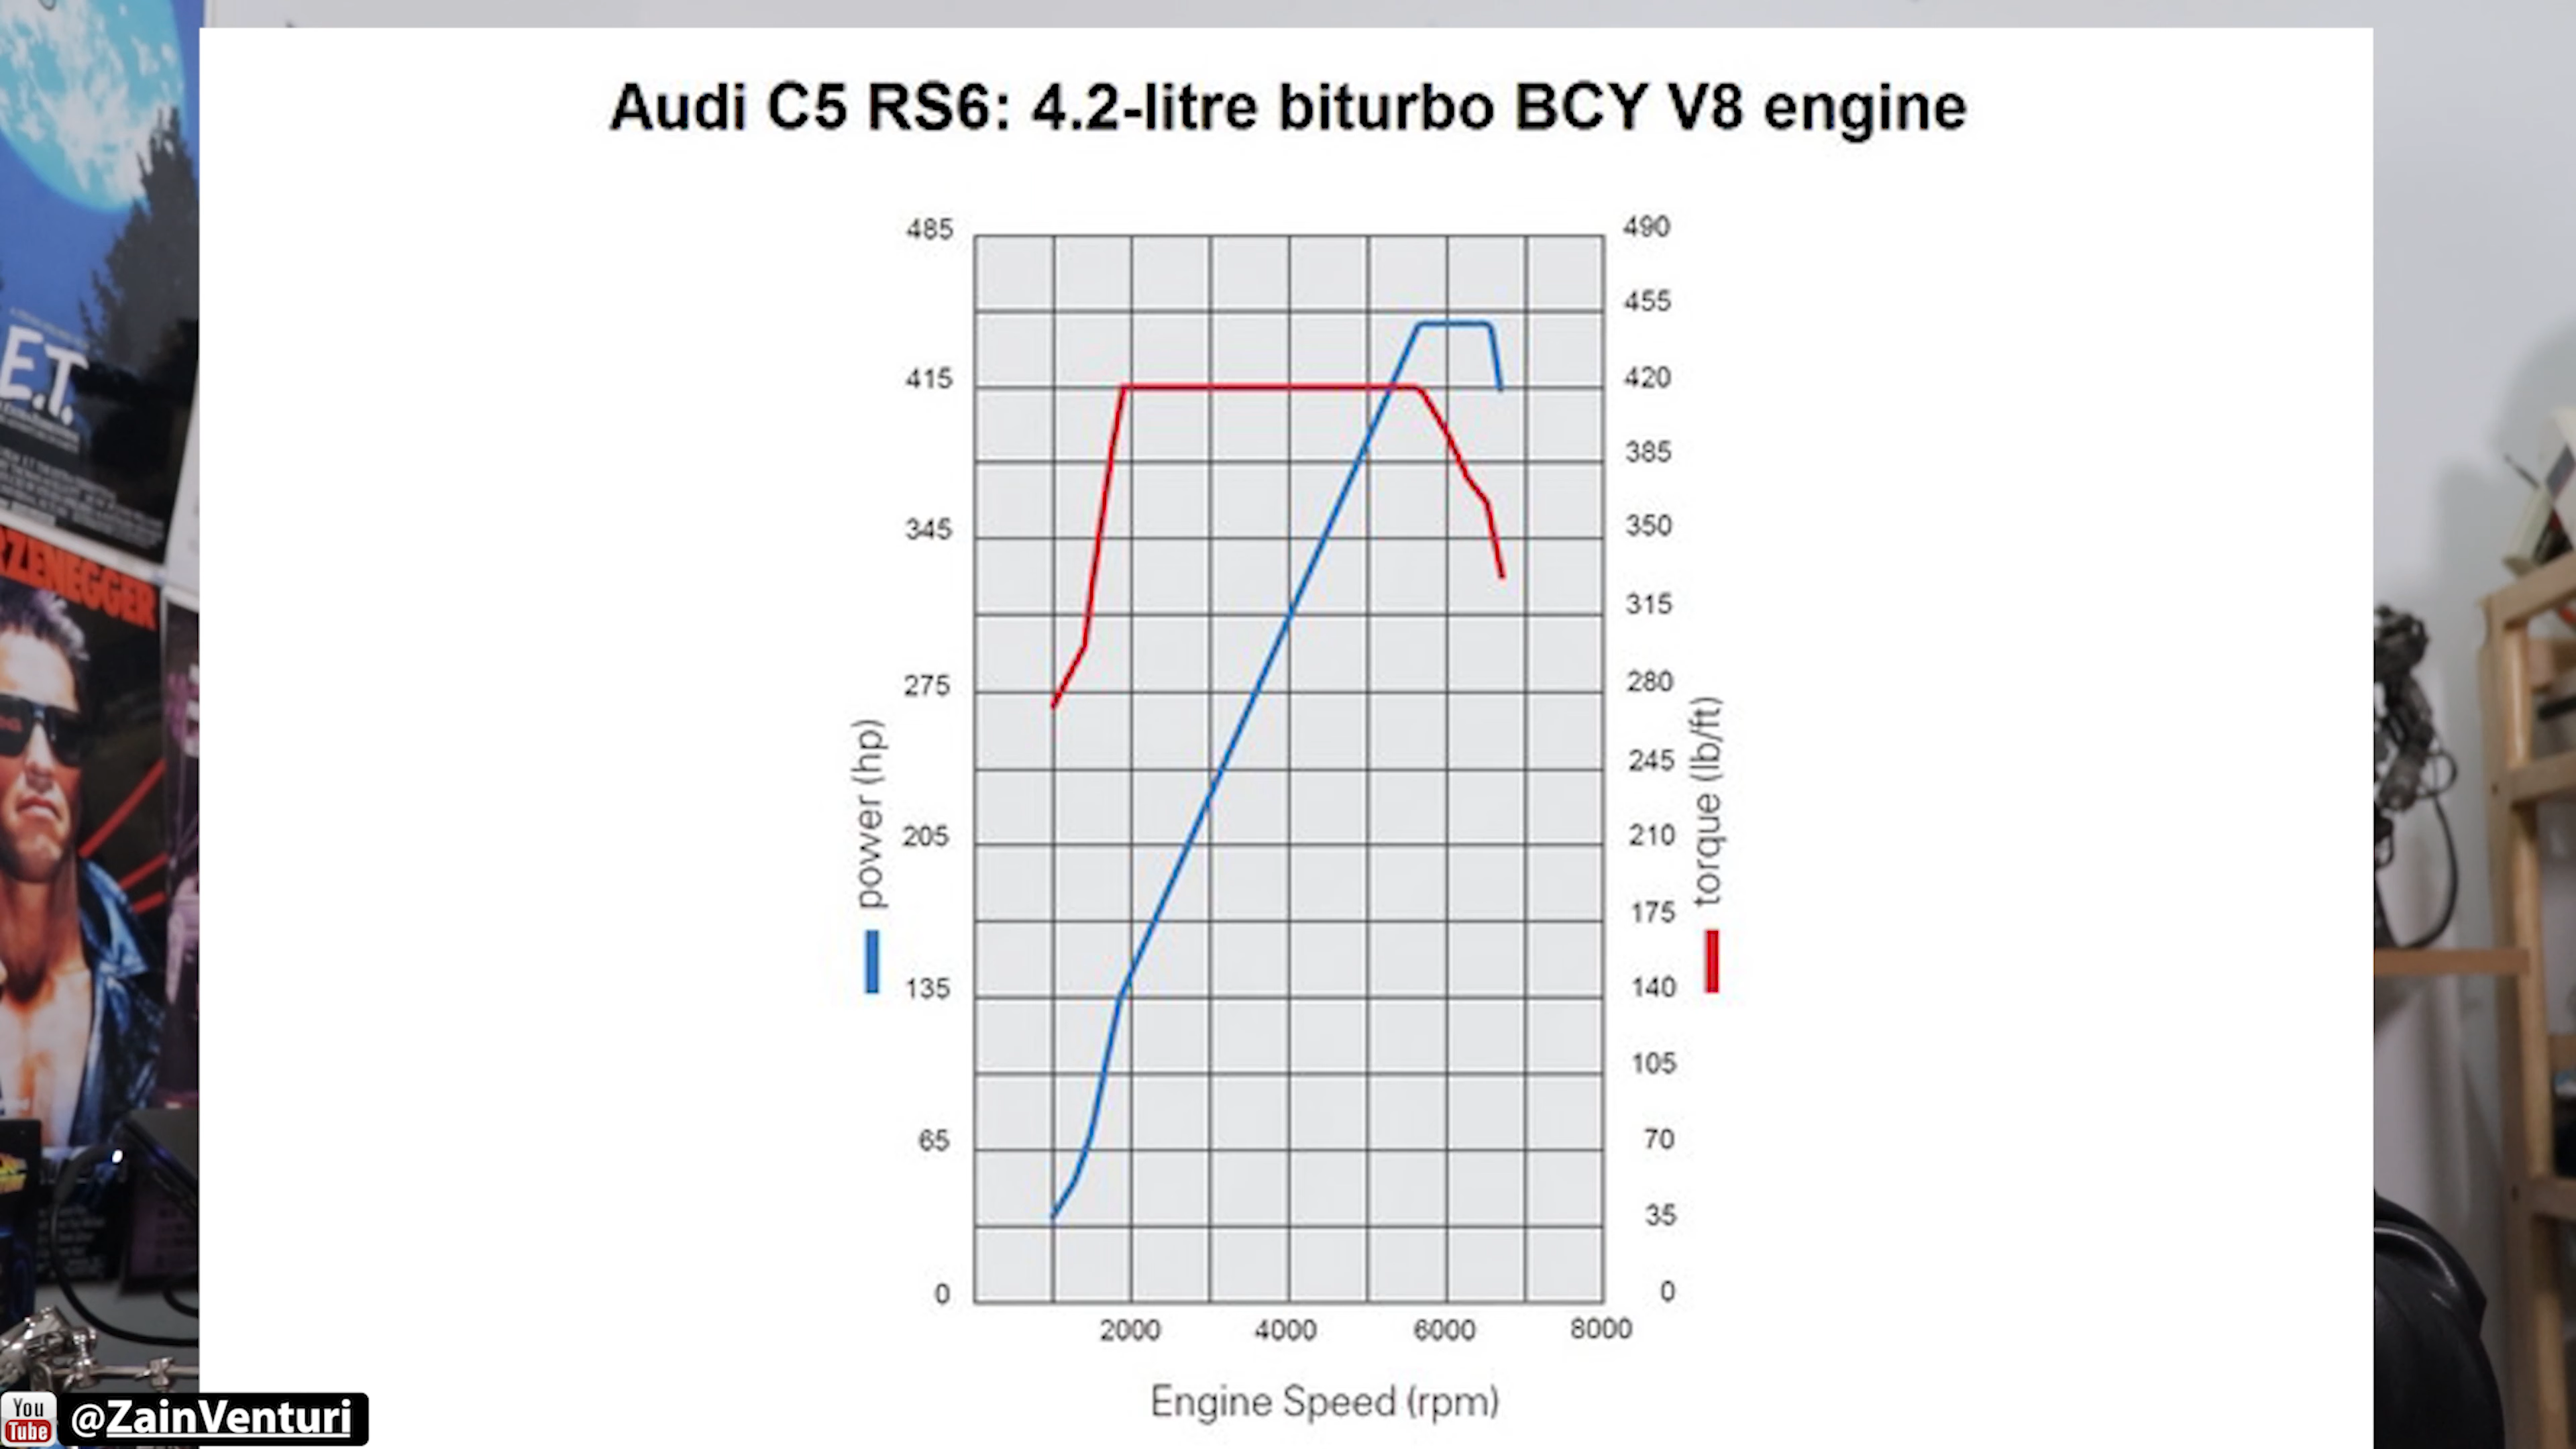 Audi C5 RS6: 4.2-litre biturbo BCY V8 engine
485
415
345
275
205
135
65
0
490
455
420
385
350
315
280
245
210
175
140
105
70
35
0
power (hp)
torque (lb/ft)
2000 4000 6000 8000
Engine Speed (rpm)
E.T.
RZENEGGER
You
Tube
@ZainVenturi